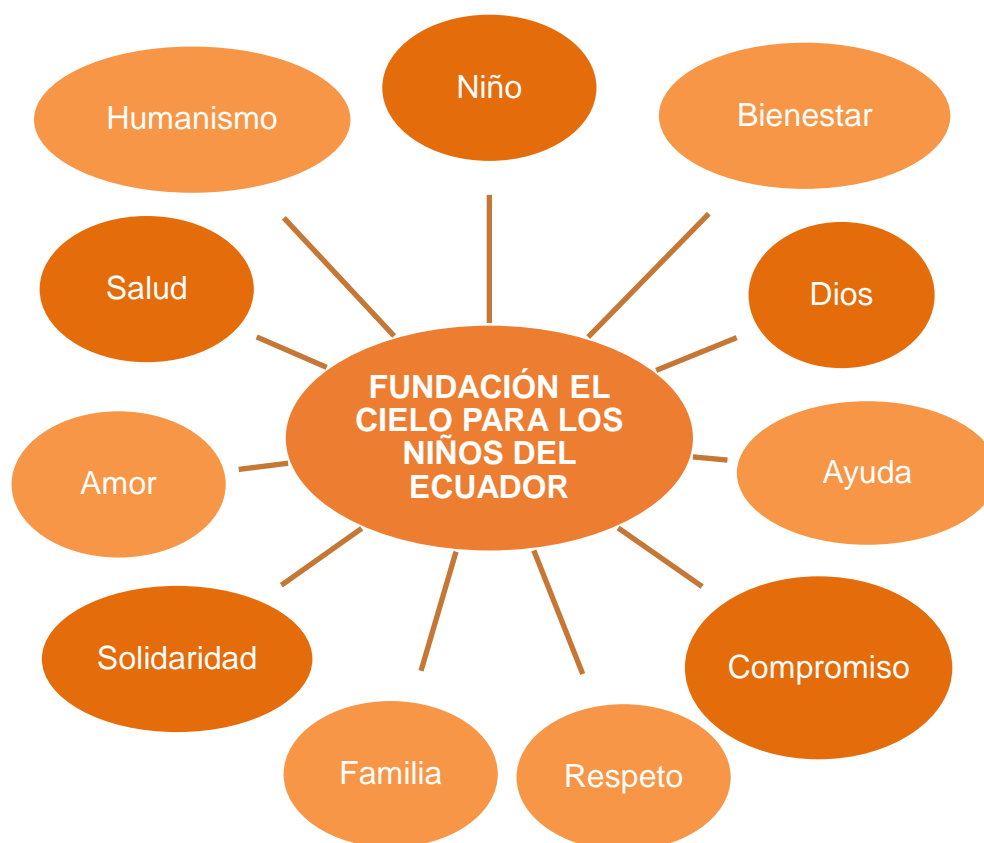 Niño
Humanismo
Bienestar
Salud
Dios
FUNDACIÓN EL
CIELO PARA LOS
NIÑOS DEL
ECUADOR
Amor
Ayuda
Solidaridad
Compromiso
Familia
Respeto